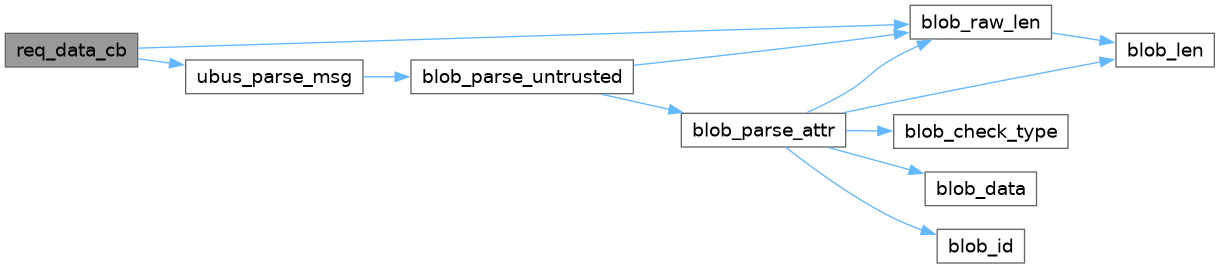 req_data_cb
ubus_parse_msg
blob_parse_untrusted
blob_raw_len
blob_len
blob_parse_attr
blob_check_type
blob_data
blob_id